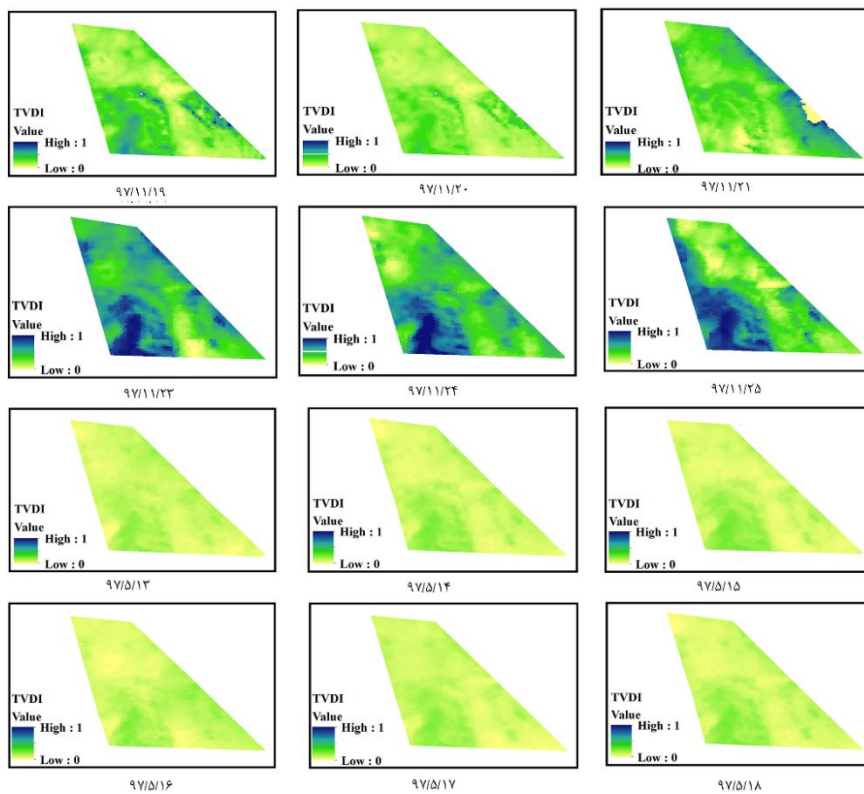 TVDI
Value
High : 1
Low : 0
۹۷/۱۱/۱۹
TVDI
Value
High : 1
Low : 0
۹۷/۱۱/۲۰
TVDI
Value
High : 1
Low : 0
۹۷/۱۱/۲۱
TVDI
Value
High : 1
Low : 0
۹۷/۱۱/۲۳
TVDI
Value
High : 1
Low : 0
۹۷/۱۱/۲۴
TVDI
Value
High : 1
Low : 0
۹۷/۱۱/۲۵
TVDI
Value
High : 1
Low : 0
۹۷/۵/۱۳
TVDI
Value
High : 1
Low : 0
۹۷/۵/۱۴
TVDI
Value
High : 1
Low : 0
۹۷/۵/۱۵
TVDI
Value
High : 1
Low : 0
۹۷/۵/۱۶
TVDI
Value
High : 1
Low : 0
۹۷/۵/۱۷
TVDI
Value
High : 1
Low : 0
۹۷/۵/۱۸